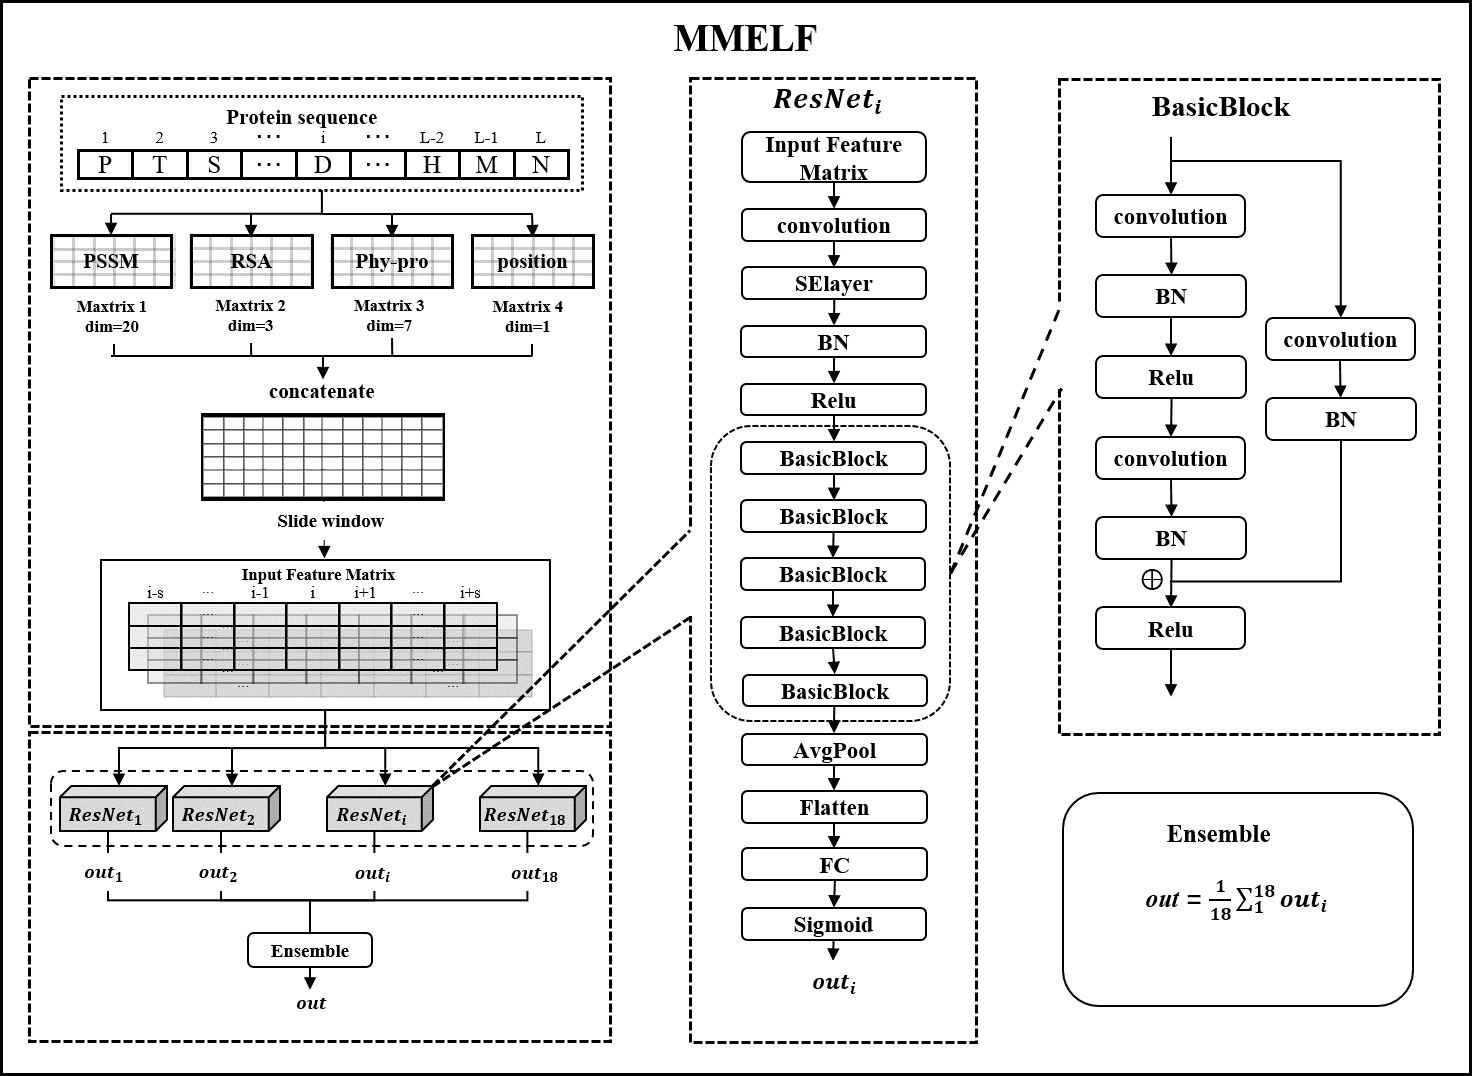 MMELF
Protein sequence
1 2 3 ··· i ··· L-2 L-1 L
P T S ··· D ··· H M N
PSSM RSA Phy-pro position
Maxtrix 1 Maxtrix 2 Maxtrix 3 Maxtrix 4
dim=20 dim=3 dim=7 dim=1
concatenate
Slide window
Input Feature Matrix
i-s ... i-1 i i+1 ... i+s
... ...
... ...
... ...
... ...
ResNet₁ ResNet₂ ResNetᵢ ResNet₁₈
out₁ out₂ outᵢ out₁₈
Ensemble
out
ResNetᵢ
Input Feature
Matrix
convolution
SElayer
BN
Relu
BasicBlock
BasicBlock
BasicBlock
BasicBlock
BasicBlock
AvgPool
Flatten
FC
Sigmoid
outᵢ
BasicBlock
convolution
BN
Relu
convolution
BN
⊕
Relu
convolution
BN
Ensemble
out = 1/18 ∑₁¹⁸ outᵢ